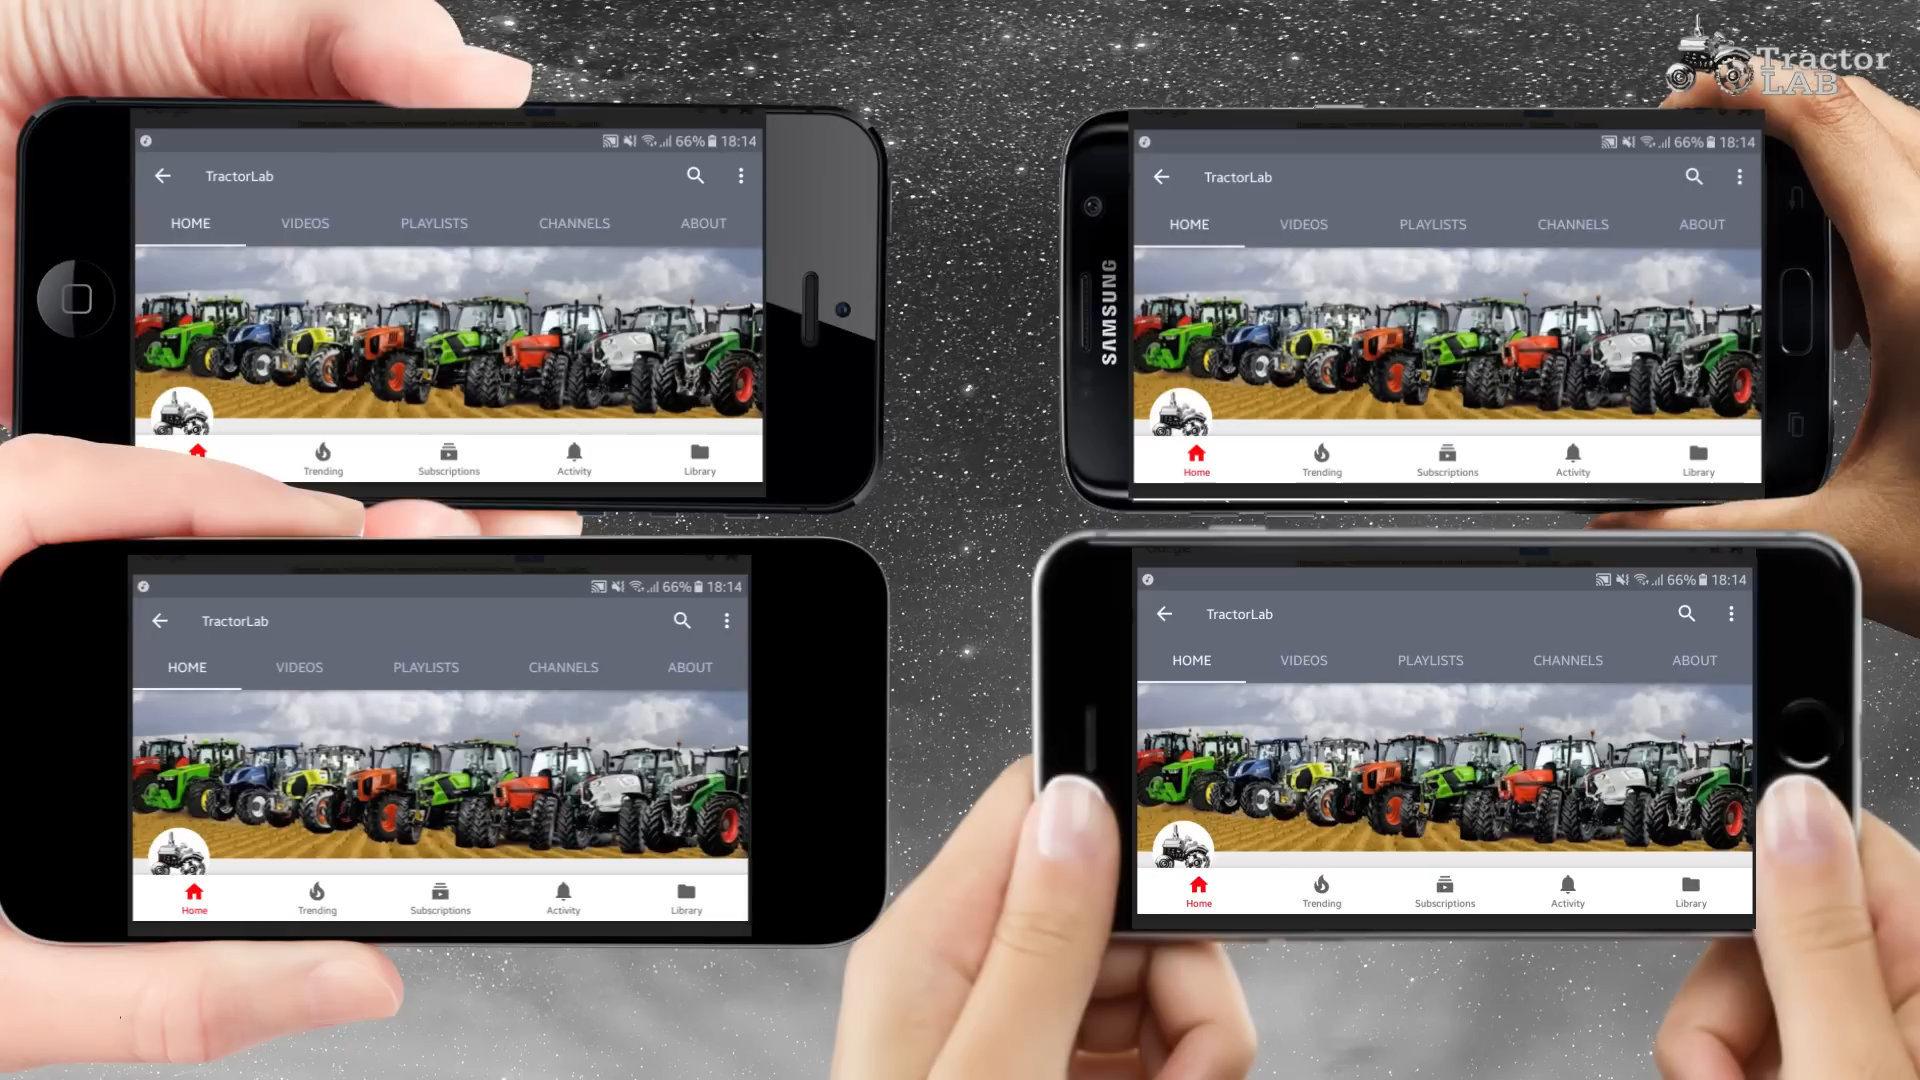 Tractor
LAB
66% 18:14
TractorLab
HOME VIDEOS PLAYLISTS CHANNELS ABOUT
Trending Subscriptions Activity Library
66% 18:14
TractorLab
HOME VIDEOS PLAYLISTS CHANNELS ABOUT
Home Trending Subscriptions Activity Library
SAMSUNG
66% 18:14
TractorLab
HOME VIDEOS PLAYLISTS CHANNELS ABOUT
Home Trending Subscriptions Activity Library
66% 18:14
TractorLab
HOME VIDEOS PLAYLISTS CHANNELS ABOUT
Home Trending Subscriptions Activity Library